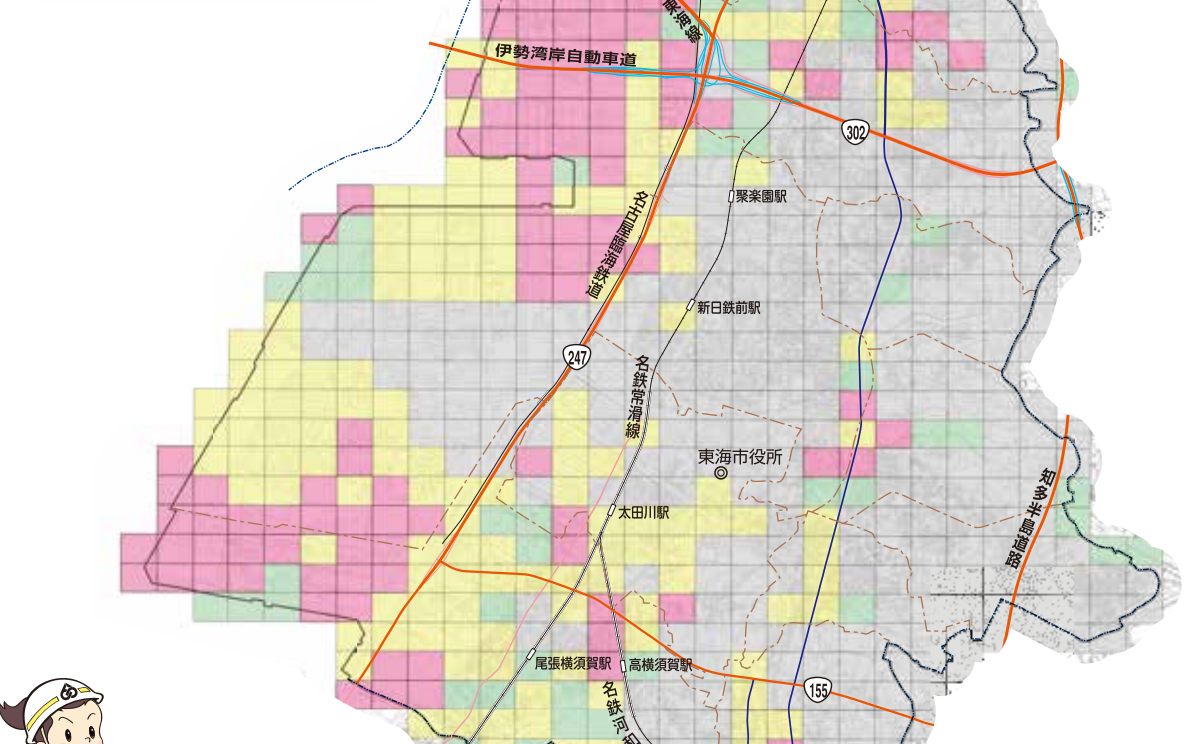 東海線
伊勢湾岸自動車道
302
聚楽園駅
名古屋臨海鉄道
新日鉄前駅
247
名鉄常滑線
東海市役所
太田川駅
知多半島道路
尾張横須賀駅
高横須賀駅
155
名鉄河和